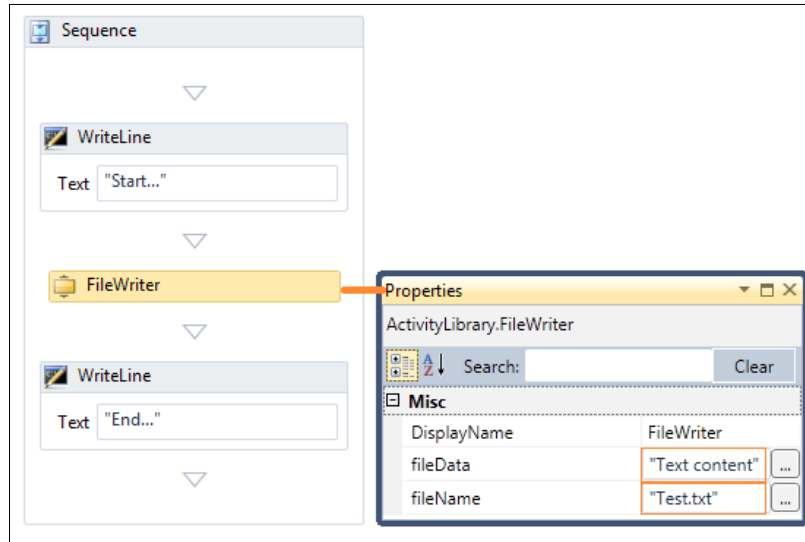 Sequence
WriteLine
Text "Start..."
FileWriter
WriteLine
Text "End..."
Properties
ActivityLibrary.FileWriter
A Z Search: Clear
Misc
DisplayName FileWriter
fileData "Text content" ...
fileName "Test.txt" ...